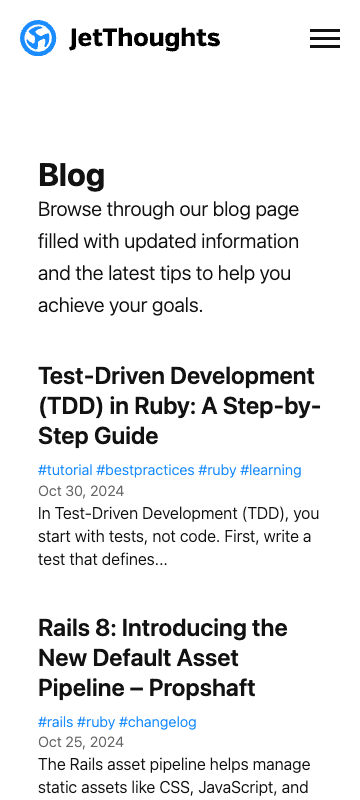 JetThoughts
Blog
Browse through our blog page
filled with updated information
and the latest tips to help you
achieve your goals.
Test-Driven Development
(TDD) in Ruby: A Step-by-
Step Guide
#tutorial #bestpractices #ruby #learning
Oct 30, 2024
In Test-Driven Development (TDD), you
start with tests, not code. First, write a
test that defines...
Rails 8: Introducing the
New Default Asset
Pipeline – Propshaft
#rails #ruby #changelog
Oct 25, 2024
The Rails asset pipeline helps manage
static assets like CSS, JavaScript, and